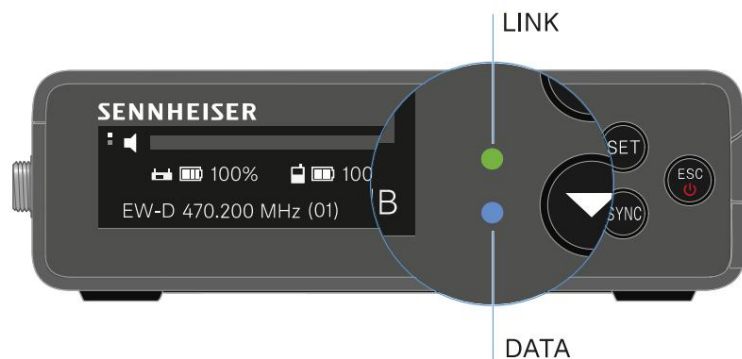 LINK
SENNHEISER
100%
100
EW-D 470.200 MHz (01)
B
SET
SYNC
ESC
DATA